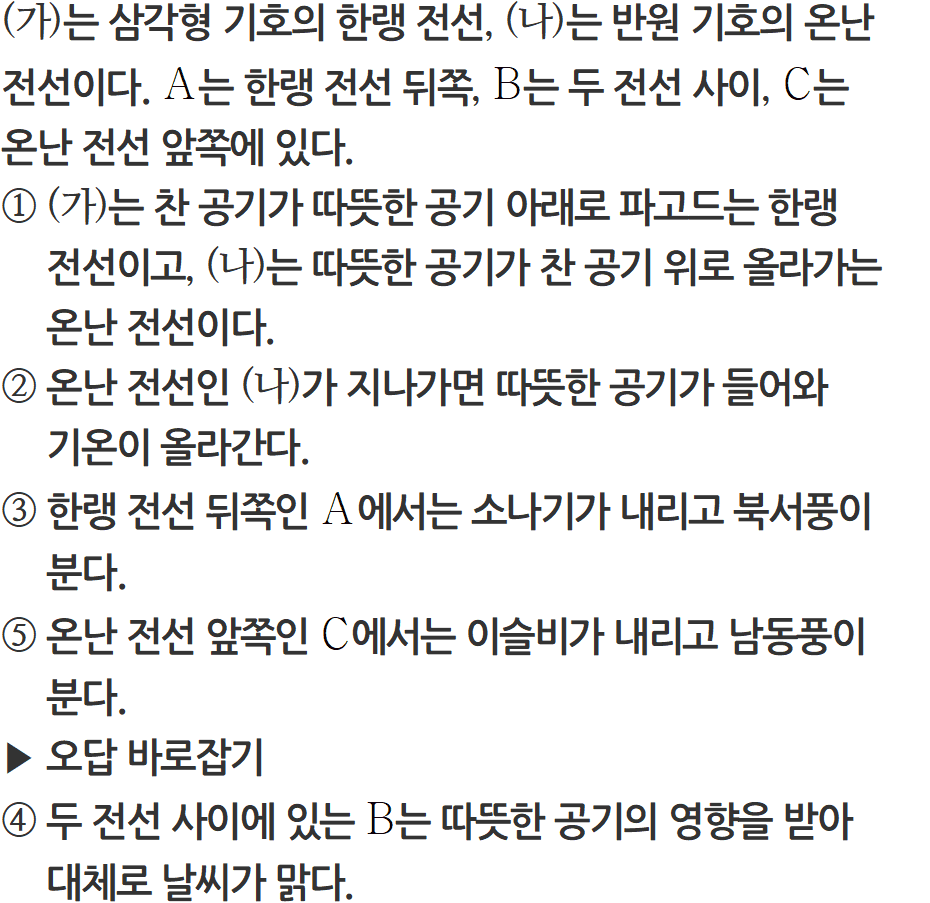 (가)는 삼각형 기호의 한랭 전선, (나)는 반원 기호의 온난
전선이다. A는 한랭 전선 뒤쪽, B는 두 전선 사이, C는
온난 전선 앞쪽에 있다.
① (가)는 찬 공기가 따뜻한 공기 아래로 파고드는 한랭
전선이고, (나)는 따뜻한 공기가 찬 공기 위로 올라가는
온난 전선이다.
② 온난 전선인 (나)가 지나가면 따뜻한 공기가 들어와
기온이 올라간다.
③ 한랭 전선 뒤쪽인 A에서는 소나기가 내리고 북서풍이
분다.
⑤ 온난 전선 앞쪽인 C에서는 이슬비가 내리고 남동풍이
분다.
▶ 오답 바로잡기
④ 두 전선 사이에 있는 B는 따뜻한 공기의 영향을 받아
대체로 날씨가 맑다.